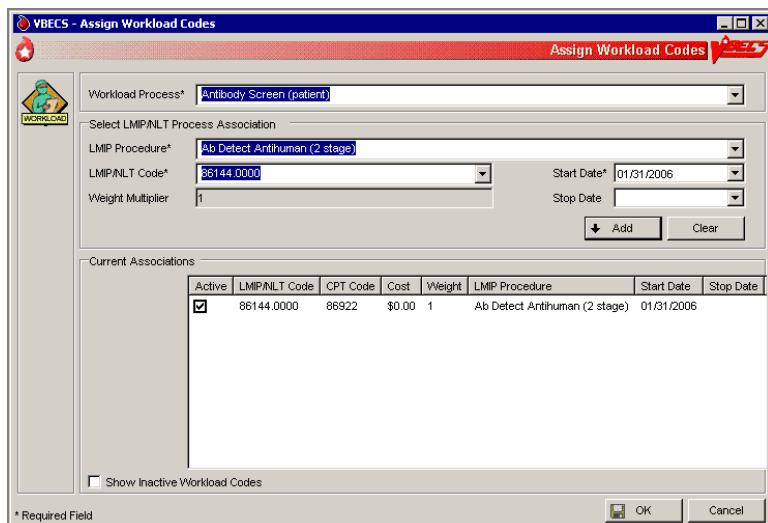 VBECS - Assign Workload Codes
Assign Workload Codes VBECS
WORKLOAD
Workload Process* Antibody Screen (patient)
Select LMIP/NLT Process Association
LMIP Procedure* Ab Detect Antihuman (2 stage)
LMIP/NLT Code* 86144.0000 Start Date* 01/31/2006
Weight Multiplier 1 Stop Date
Add Clear
Current Associations
Active LMIP/NLT Code CPT Code Cost Weight LMIP Procedure Start Date Stop Date
86144.0000 86922 $0.00 1 Ab Detect Antihuman (2 stage) 01/31/2006
Show Inactive Workload Codes
* Required Field OK Cancel